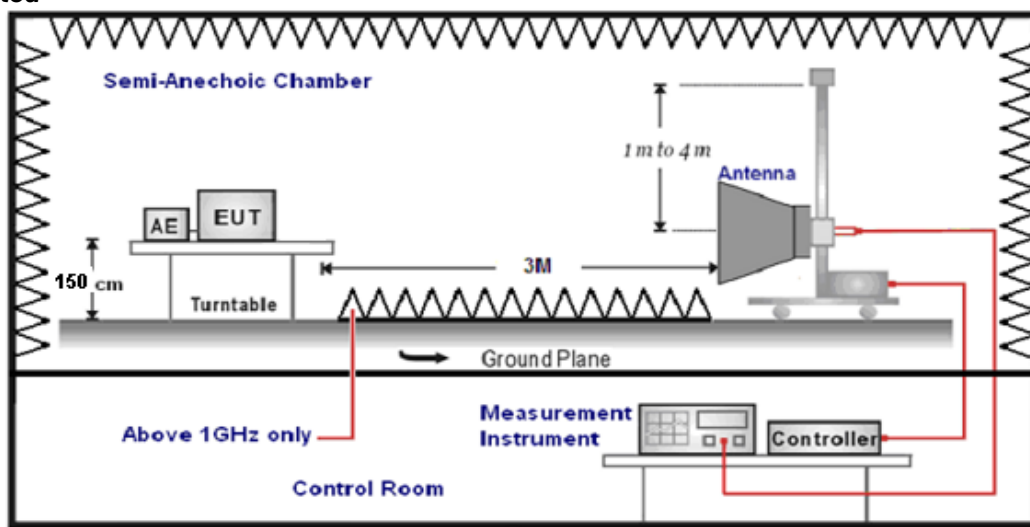 Semi-Anechoic Chamber
1 m to 4 m
Antenna
AE
EUT
3M
150 cm
Turntable
Ground Plane
Above 1GHz only
Measurement
Instrument
Controller
Control Room